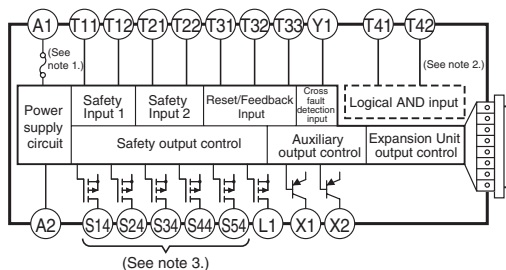 A1 T11 T12 T21 T22 T31 T32 T33 Y1 T41 T42
(See note 1.)
(See note 2.)
Power supply circuit
Safety Input 1
Safety Input 2
Reset/Feedback Input
Cross fault detection input
Logical AND input
Safety output control
Auxiliary output control
Expansion Unit output control
A2 S14 S24 S34 S44 S54 L1 X1 X2
(See note 3.)